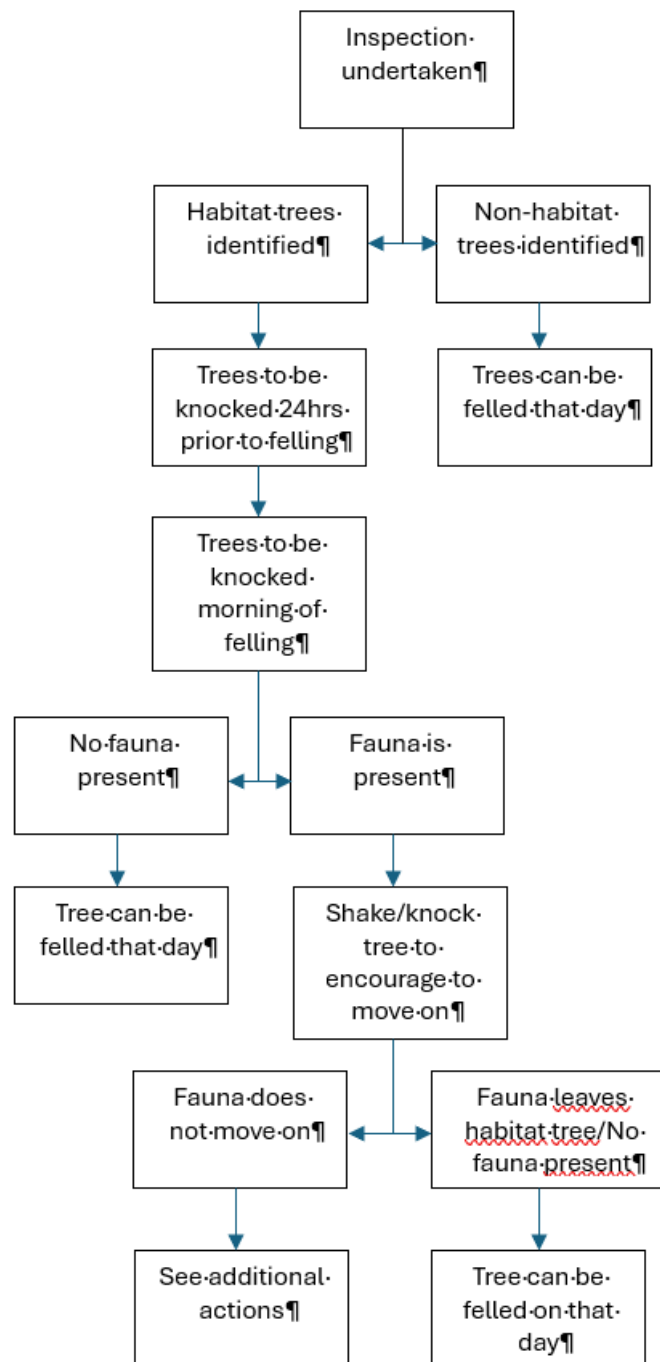 Inspection·
undertaken¶
Habitat·trees·
identified¶
Non-habitat·
trees·identified¶
Trees·to·be·
knocked·24hrs·
prior·to·felling¶
Trees·can·be·
felled·that·day¶
Trees·to·be·
knocked·
morning·of·
felling¶
No·fauna·
present¶
Fauna·is·
present¶
Tree·can·be·
felled·that·day¶
Shake/knock·
tree·to·
encourage·to·
move·on¶
Fauna·does·
not·move·on¶
Fauna·leaves·
habitat·tree/No·
fauna·present¶
See·additional·
actions¶
Tree·can·be·
felled·on·that·
day¶